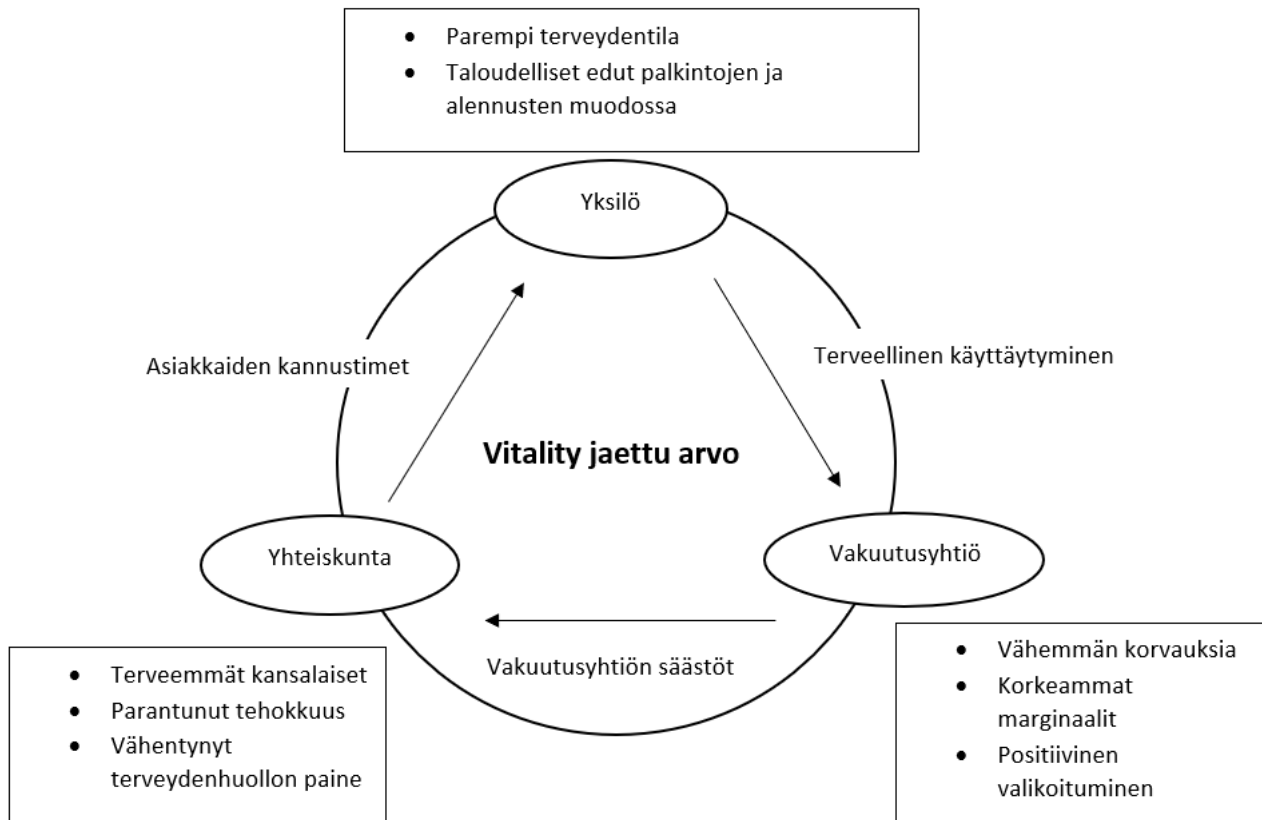 • Parempi terveydentila
• Taloudelliset edut palkintojen ja
alennusten muodossa
Yksilö
Asiakkaiden kannustimet
Terveellinen käyttäytyminen
Vitality jaettu arvo
Yhteiskunta
Vakuutusyhtiö
Vakuutusyhtiön säästöt
• Terveemmät kansalaiset
• Parantunut tehokkuus
• Vähentynyt
terveydenhuollon paine
• Vähemmän korvauksia
• Korkeammat
marginaalit
• Positiivinen
valikoituminen